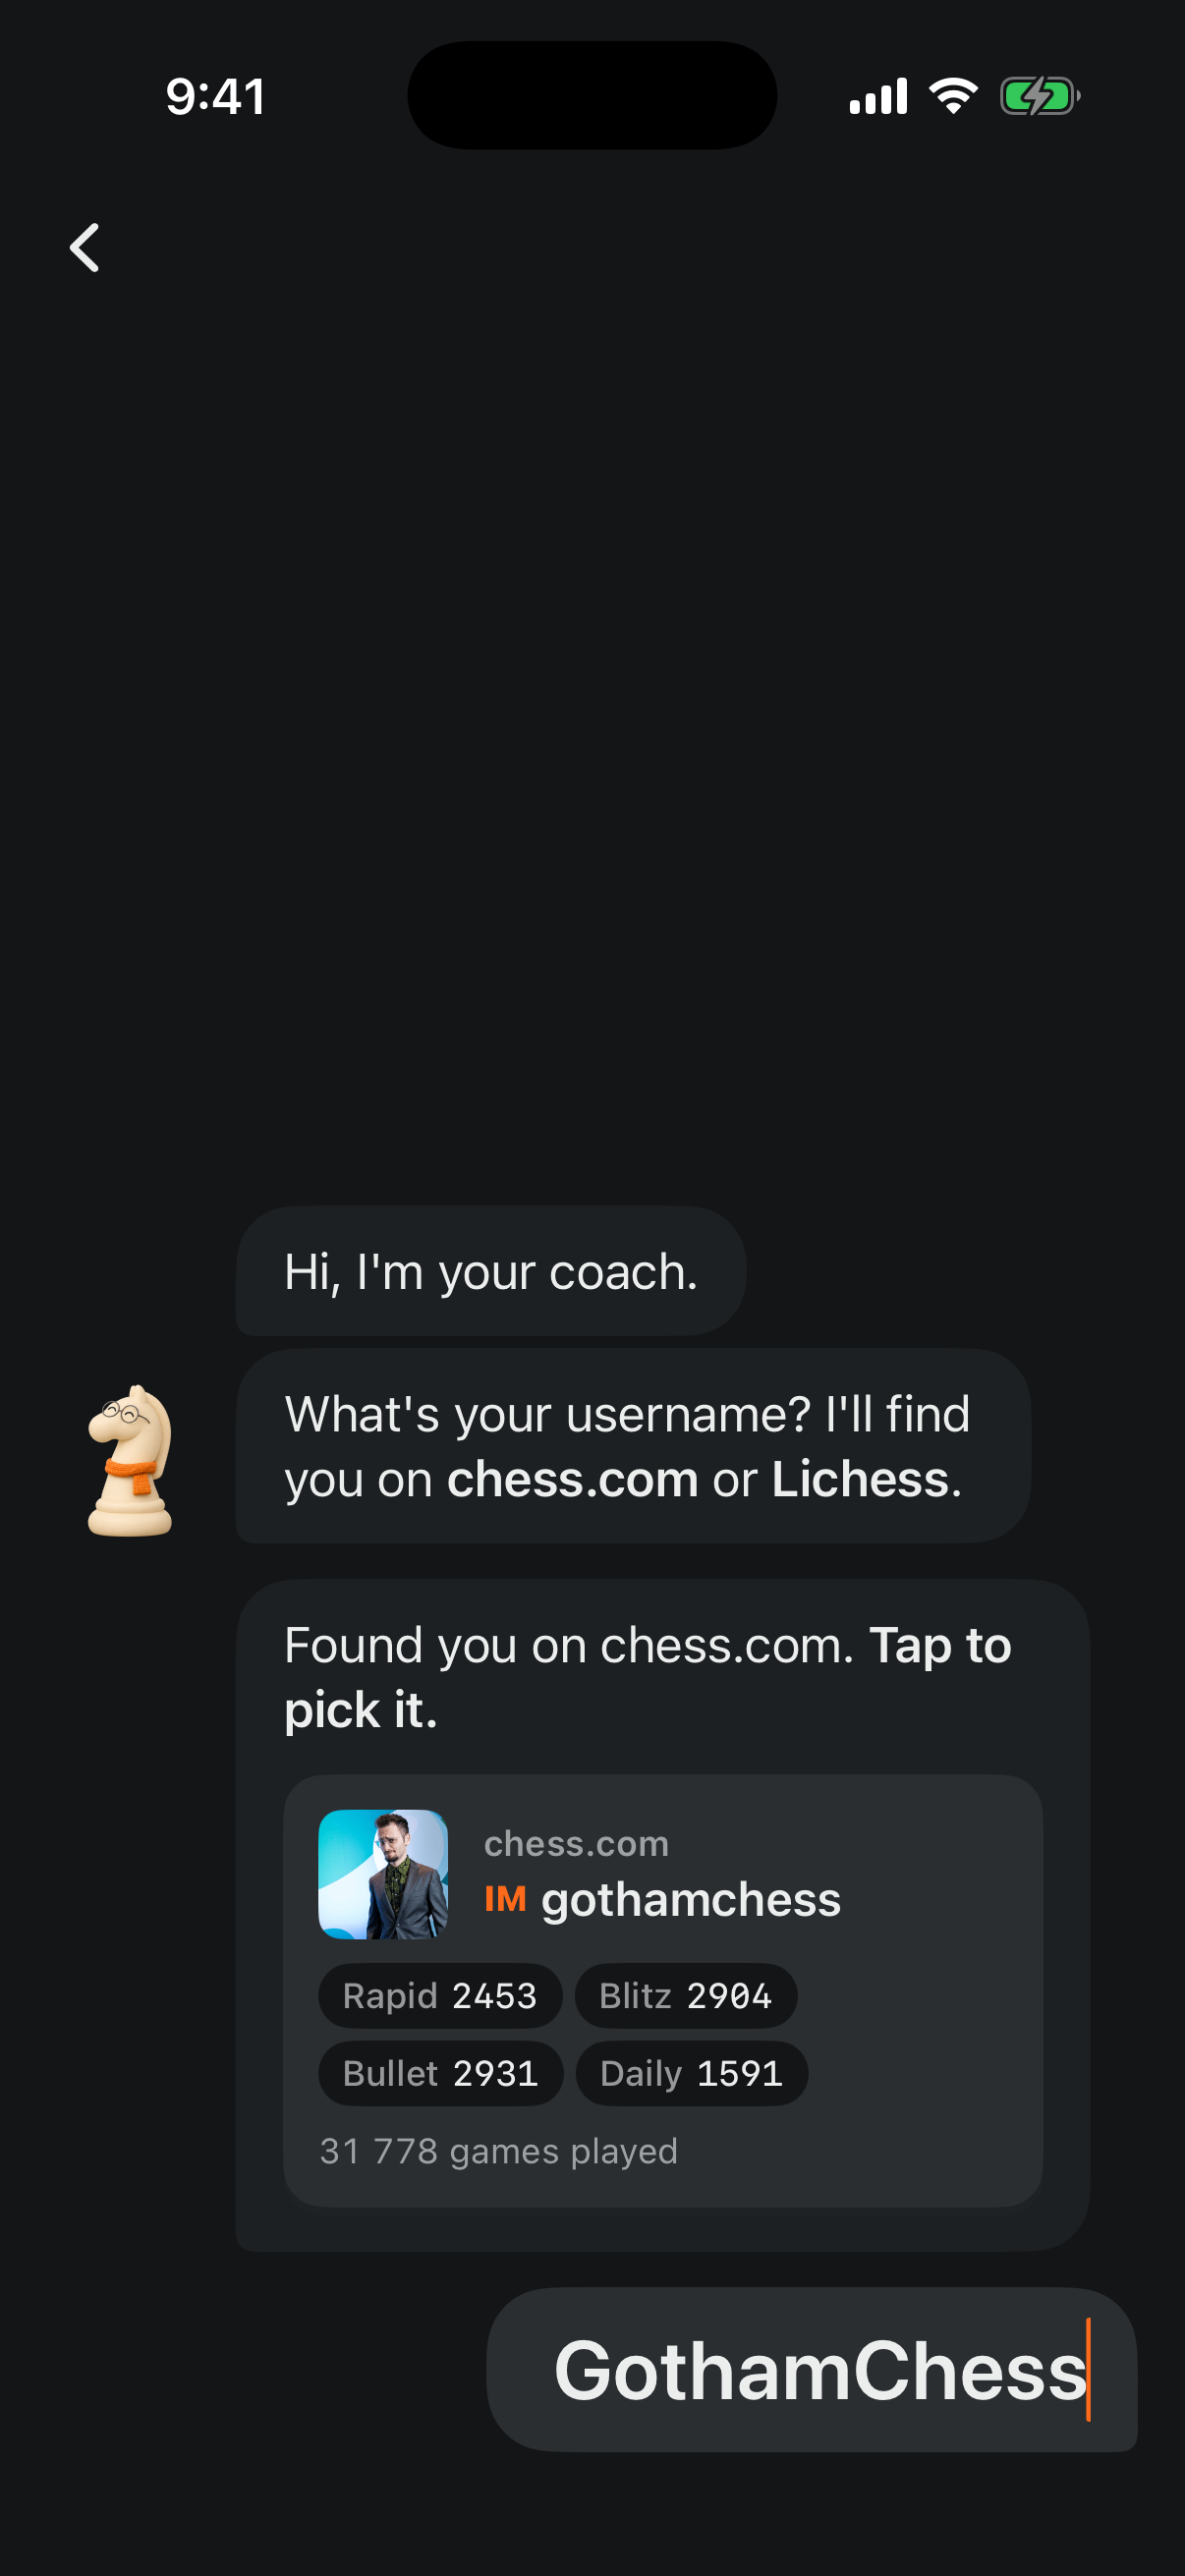 9:41
Hi, I'm your coach.
What's your username? I'll find
you on chess.com or Lichess.
Found you on chess.com. Tap to
pick it.
chess.com
IM gothamchess
Rapid 2453 Blitz 2904
Bullet 2931 Daily 1591
31 778 games played
GothamChess